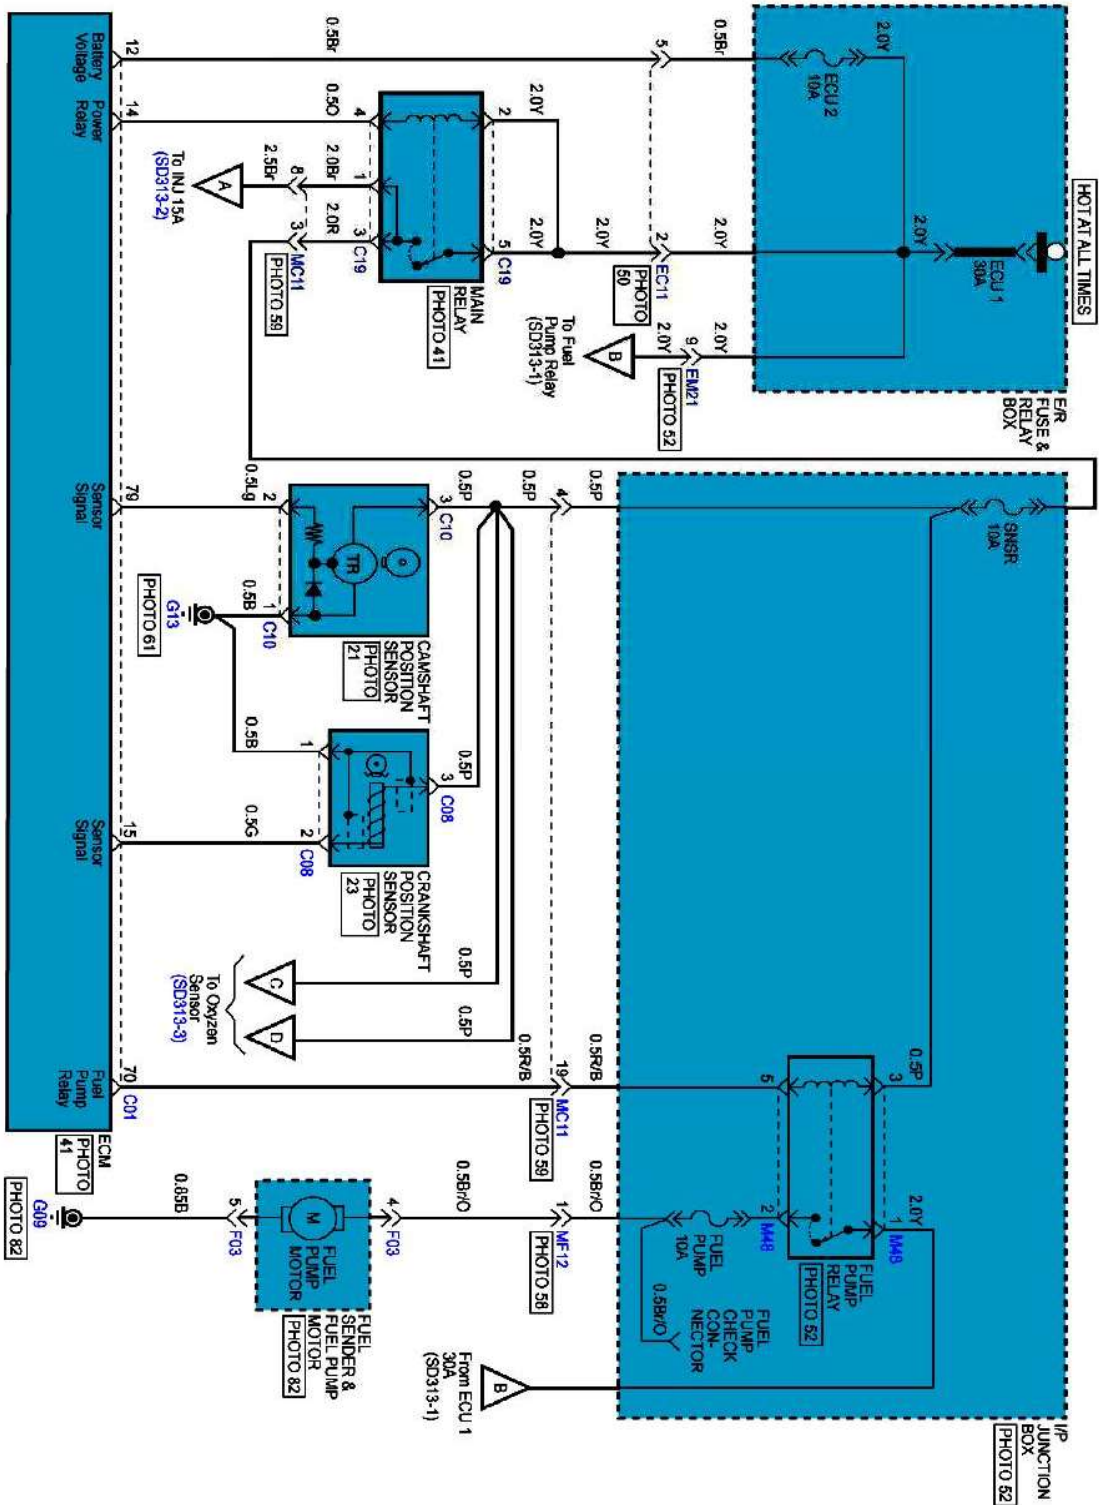 HOT AT ALL TIMES
E/R
FUSE &
RELAY
BOX
ECU 1
30A
2.0Y
2.0Y
ECU 2
10A
0.5Br
5
2.0Y
2
EC11
PHOTO
50
2.0Y
9
EM21
PHOTO 52
2.0Y
B
To Fuel
Pump Relay
(SD313-1)
2.0Y
2.0Y
2.0Y
2
5
C19
MAIN
RELAY
PHOTO 41
4
1
3
C19
0.5Br
0.5O
2.0Br
2.0R
8
3
MC11
PHOTO 59
2.5Br
A
To INJ 15A
(SD313-2)
12
14
Battery
Voltage
Power
Relay
I/P
JUNCTION
BOX
PHOTO 52
SNSR
10A
0.5P
3
1
M48
2.0Y
FUEL
PUMP
RELAY
PHOTO 52
5
2
M48
FUEL
PUMP
10A
FUEL
PUMP
CHECK
CON-
NECTOR
0.5Br/O
0.5P
4
0.5P
0.5R/B
19
MC11
PHOTO 59
0.5R/B
0.5Br/O
1
MF12
PHOTO 58
0.5Br/O
B
From ECU 1
30A
(SD313-1)
0.5P
3
C10
TR
CAMSHAFT
POSITION
SENSOR
PHOTO
21
2
1
C10
0.5Lg
0.5B
G13
PHOTO 61
0.5P
3
C08
CRANKSHAFT
POSITION
SENSOR
PHOTO
23
1
2
C08
0.5B
0.5G
0.5P
0.5P
C
D
To Oxyzen
Sensor
(SD313-3)
4
F03
M
FUEL
PUMP
MOTOR
FUEL
SENDER &
FUEL PUMP
MOTOR
PHOTO 82
5
F03
0.85B
G09
PHOTO 82
79
15
70
C01
Sensor
Signal
Sensor
Signal
Fuel
Pump
Relay
ECM
PHOTO
41